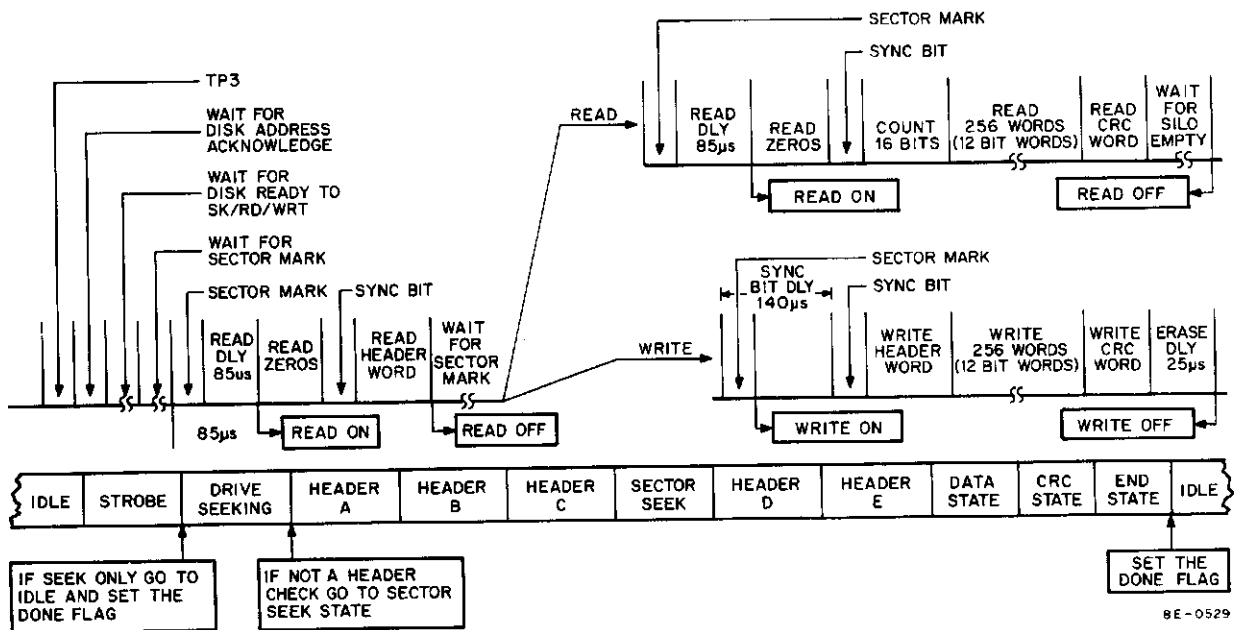 TP3
WAIT FOR
DISK ADDRESS
ACKNOWLEDGE
WAIT FOR
DISK READY TO
SK/RD/WRT
WAIT FOR
SECTOR MARK
SECTOR MARK
SYNC BIT
READ
DLY
85µs
READ
ZEROS
READ
HEADER
WORD
WAIT
FOR
SECTOR
MARK
85µs
READ ON
READ OFF
READ
SECTOR MARK
SYNC BIT
READ
DLY
85µs
READ
ZEROS
COUNT
16 BITS
READ
256 WORDS
(12 BIT WORDS)
READ
CRC
WORD
WAIT
FOR
SILO
EMPTY
READ ON
READ OFF
WRITE
SECTOR MARK
SYNC
BIT DLY
140µs
SYNC BIT
WRITE
HEADER
WORD
WRITE
256 WORDS
(12 BIT WORDS)
WRITE
CRC
WORD
ERASE
DLY
25µs
WRITE ON
WRITE OFF
IDLE
STROBE
DRIVE
SEEKING
HEADER
A
HEADER
B
HEADER
C
SECTOR
SEEK
HEADER
D
HEADER
E
DATA
STATE
CRC
STATE
END
STATE
IDLE
IF SEEK ONLY GO TO
IDLE AND SET THE
DONE FLAG
IF NOT A HEADER
CHECK GO TO SECTOR
SEEK STATE
SET THE
DONE FLAG
8E-0529